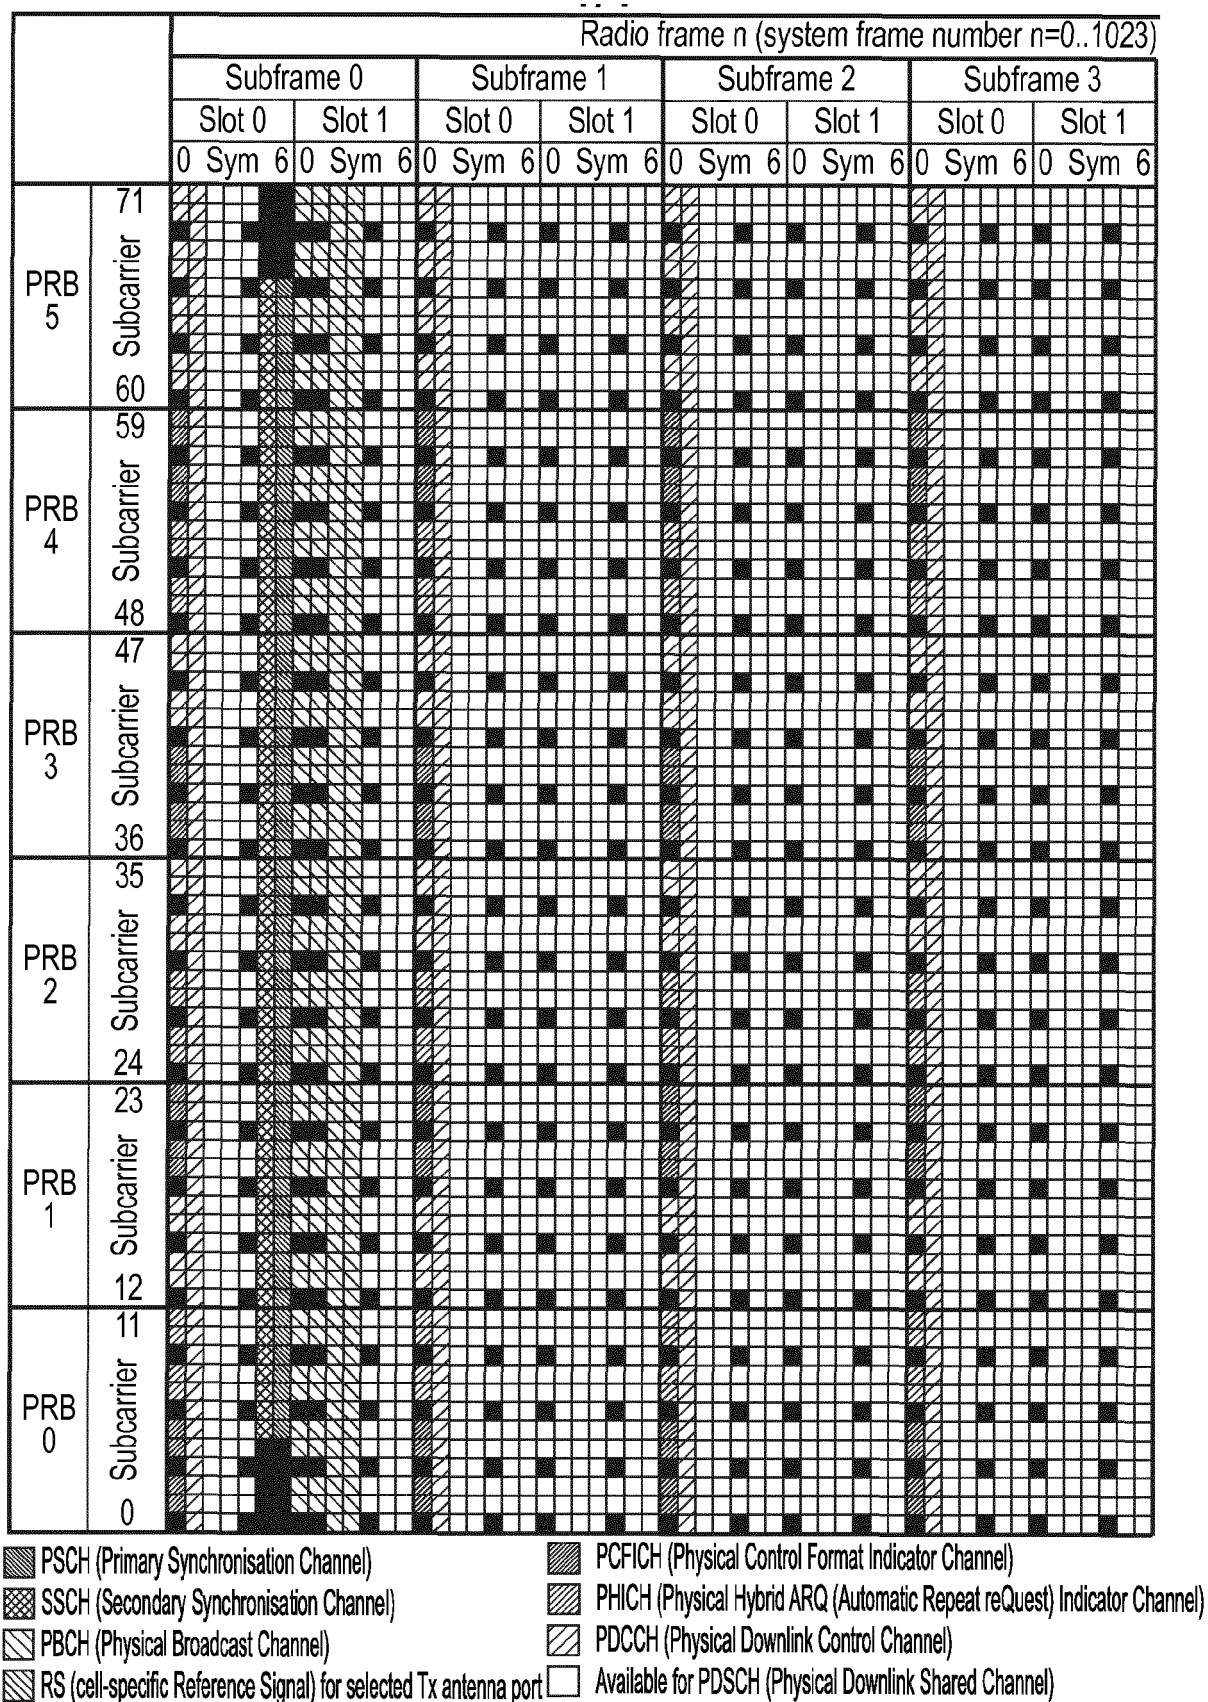 Radio frame n (system frame number n=0..1023)
Subframe 0 Subframe 1 Subframe 2 Subframe 3
Slot 0 Slot 1 Slot 0 Slot 1 Slot 0 Slot 1 Slot 0 Slot 1
0 Sym 6 0 Sym 6 0 Sym 6 0 Sym 6 0 Sym 6 0 Sym 6 0 Sym 6 0 Sym 6
PRB
5
71
Subcarrier
60
PRB
4
59
Subcarrier
48
PRB
3
47
Subcarrier
36
PRB
2
35
Subcarrier
24
PRB
1
23
Subcarrier
12
PRB
0
11
Subcarrier
0
PSCH (Primary Synchronisation Channel)
SSCH (Secondary Synchronisation Channel)
PBCH (Physical Broadcast Channel)
RS (cell-specific Reference Signal) for selected Tx antenna port
PCFICH (Physical Control Format Indicator Channel)
PHICH (Physical Hybrid ARQ (Automatic Repeat reQuest) Indicator Channel)
PDCCH (Physical Downlink Control Channel)
Available for PDSCH (Physical Downlink Shared Channel)